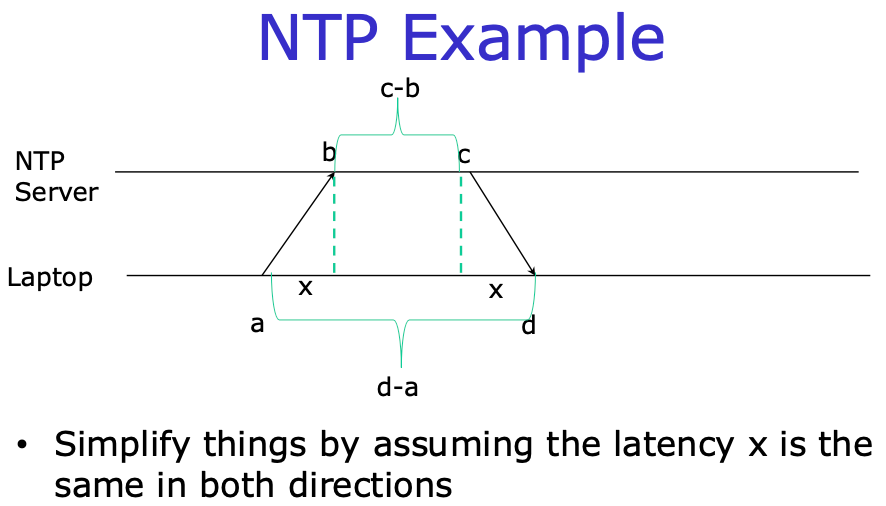 NTP Example
c-b
b
c
NTP
Server
Laptop
x
x
a
d
d-a
• Simplify things by assuming the latency x is the
same in both directions